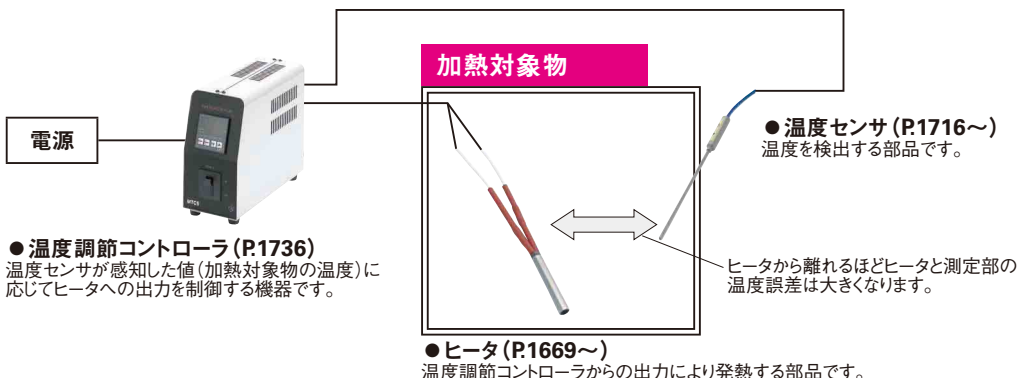 加熱対象物
電源
●温度センサ(P.1716～)
温度を検出する部品です。
MTCS
●温度調節コントローラ(P.1736)
温度センサが感知した値(加熱対象物の温度)に
応じてヒータへの出力を制御する機器です。
ヒータから離れるほどヒータと測定部の
温度誤差は大きくなります。
●ヒータ(P.1669～)
温度調節コントローラからの出力により発熱する部品です。